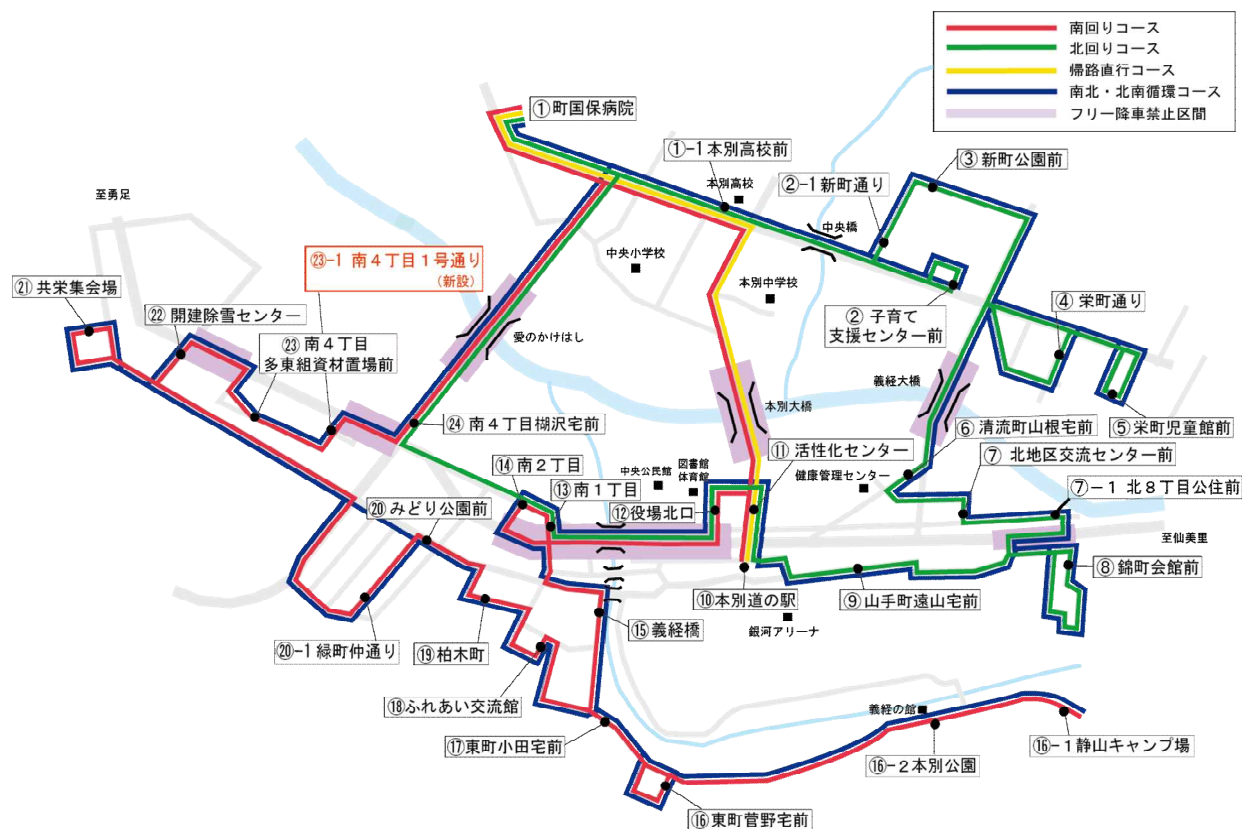 南回りコース
北回りコース
帰路直行コース
南北・北南循環コース
フリー降車禁止区間
①町国保病院
①-1本別高校前
本別高校
②-1新町通り
③新町公園前
中央橋
至勇足
中央小学校
㉓-1 南４丁目１号通り
(新設)
本別中学校
②子育て
支援センター前
④栄町通り
㉑共栄集会場
㉒開建除雪センター
㉓南４丁目
多東組資材置場前
愛のかけはし
義経大橋
本別大橋
⑤栄町児童館前
㉔南４丁目楜沢宅前
⑥清流町山根宅前
⑪活性化センター
⑦北地区交流センター前
⑭南２丁目
⑬南１丁目
中央公民館
図書館
体育館
健康管理センター
⑦-1 北８丁目公住前
⑫役場北口
⑳みどり公園前
至仙美里
⑧錦町会館前
⑩本別道の駅
⑨山手町遠山宅前
銀河アリーナ
⑮義経橋
⑳-1緑町仲通り
⑲柏木町
⑱ふれあい交流館
義経の館
⑰東町小田宅前
⑯-2本別公園
⑯-1静山キャンプ場
⑯東町菅野宅前